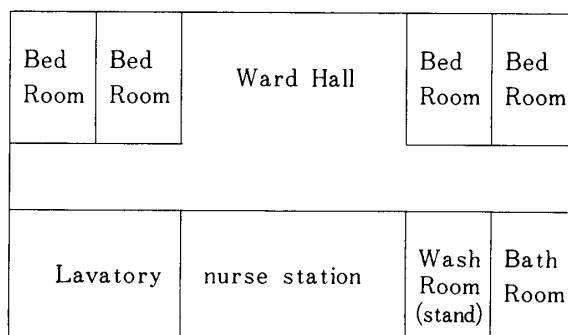 Bed
Room
Bed
Room
Ward Hall
Bed
Room
Bed
Room
Lavatory
nurse station
Wash
Room
(stand)
Bath
Room